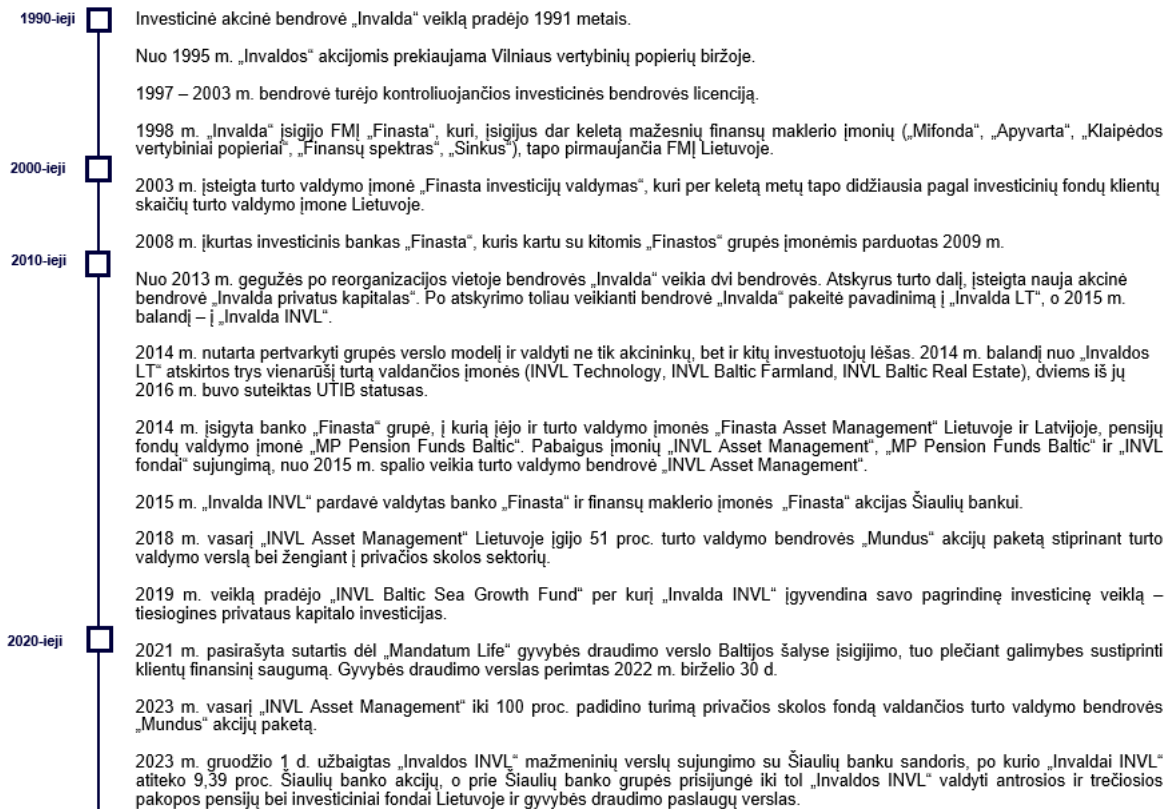 1990-ieji
Investicinė akcinė bendrovė „Invalda“ veiklą pradėjo 1991 metais.
Nuo 1995 m. „Invaldos“ akcijomis prekiaujama Vilniaus vertybinių popierių biržoje.
1997 – 2003 m. bendrovė turėjo kontroliuojančios investicinės bendrovės licenciją.
1998 m. „Invalda“ įsigijo FMĮ „Finasta“, kuri, įsigijus dar keletą mažesnių finansų maklerio įmonių („Mifonda“, „Apyvarta“, „Klaipėdos
vertybiniai popieriai“, „Finansų spektras“, „Sinkus“), tapo pirmaujančia FMĮ Lietuvoje.
2000-ieji
2003 m. įsteigta turto valdymo įmonė „Finasta investicijų valdymas“, kuri per keletą metų tapo didžiausia pagal investicinių fondų klientų
skaičių turto valdymo įmone Lietuvoje.
2008 m. įkurtas investicinis bankas „Finasta“, kuris kartu su kitomis „Finastos“ grupės įmonėmis parduotas 2009 m.
2010-ieji
Nuo 2013 m. gegužės po reorganizacijos vietoje bendrovės „Invalda“ veikia dvi bendrovės. Atskyrus turto dalį, įsteigta nauja akcinė
bendrovė „Invalda privatus kapitalas“. Po atskyrimo toliau veikianti bendrovė „Invalda“ pakeitė pavadinimą į „Invalda LT“, o 2015 m.
balandį – į „Invalda INVL“.
2014 m. nutarta pertvarkyti grupės verslo modelį ir valdyti ne tik akcininkų, bet ir kitų investuotojų lėšas. 2014 m. balandį nuo „Invaldos
LT“ atskirtos trys vienarūšį turtą valdančios įmonės (INVL Technology, INVL Baltic Farmland, INVL Baltic Real Estate), dviems iš jų
2016 m. buvo suteiktas UTIB statusas.
2014 m. įsigyta banko „Finasta“ grupė, į kurią įėjo ir turto valdymo įmonės „Finasta Asset Management“ Lietuvoje ir Latvijoje, pensijų
fondų valdymo įmonė „MP Pension Funds Baltic“. Pabaigus įmonių „INVL Asset Management“, „MP Pension Funds Baltic“ ir „INVL
fondai“ sujungimą, nuo 2015 m. spalio veikia turto valdymo bendrovė „INVL Asset Management“.
2015 m. „Invalda INVL“ pardavė valdytas banko „Finasta“ ir finansų maklerio įmonės „Finasta“ akcijas Šiaulių bankui.
2018 m. vasarį „INVL Asset Management“ Lietuvoje įgijo 51 proc. turto valdymo bendrovės „Mundus“ akcijų paketą stiprinant turto
valdymo verslą bei žengiant į privačios skolos sektorių.
2019 m. veiklą pradėjo „INVL Baltic Sea Growth Fund“ per kurį „Invalda INVL“ įgyvendina savo pagrindinę investicinę veiklą –
tiesiogines privataus kapitalo investicijas.
2020-ieji
2021 m. pasirašyta sutartis dėl „Mandatum Life“ gyvybės draudimo verslo Baltijos šalyse įsigijimo, tuo plečiant galimybes sustiprinti
klientų finansinį saugumą. Gyvybės draudimo verslas perimtas 2022 m. birželio 30 d.
2023 m. vasarį „INVL Asset Management“ iki 100 proc. padidino turimą privačios skolos fondą valdančios turto valdymo bendrovės
„Mundus“ akcijų paketą.
2023 m. gruodžio 1 d. užbaigtas „Invaldos INVL“ mažmeninių verslų sujungimo su Šiaulių banku sandoris, po kurio „Invaldai INVL“
atiteko 9,39 proc. Šiaulių banko akcijų, o prie Šiaulių banko grupės prisijungė iki tol „Invaldos INVL“ valdyti antrosios ir trečiosios
pakopos pensijų bei investiciniai fondai Lietuvoje ir gyvybės draudimo paslaugų verslas.